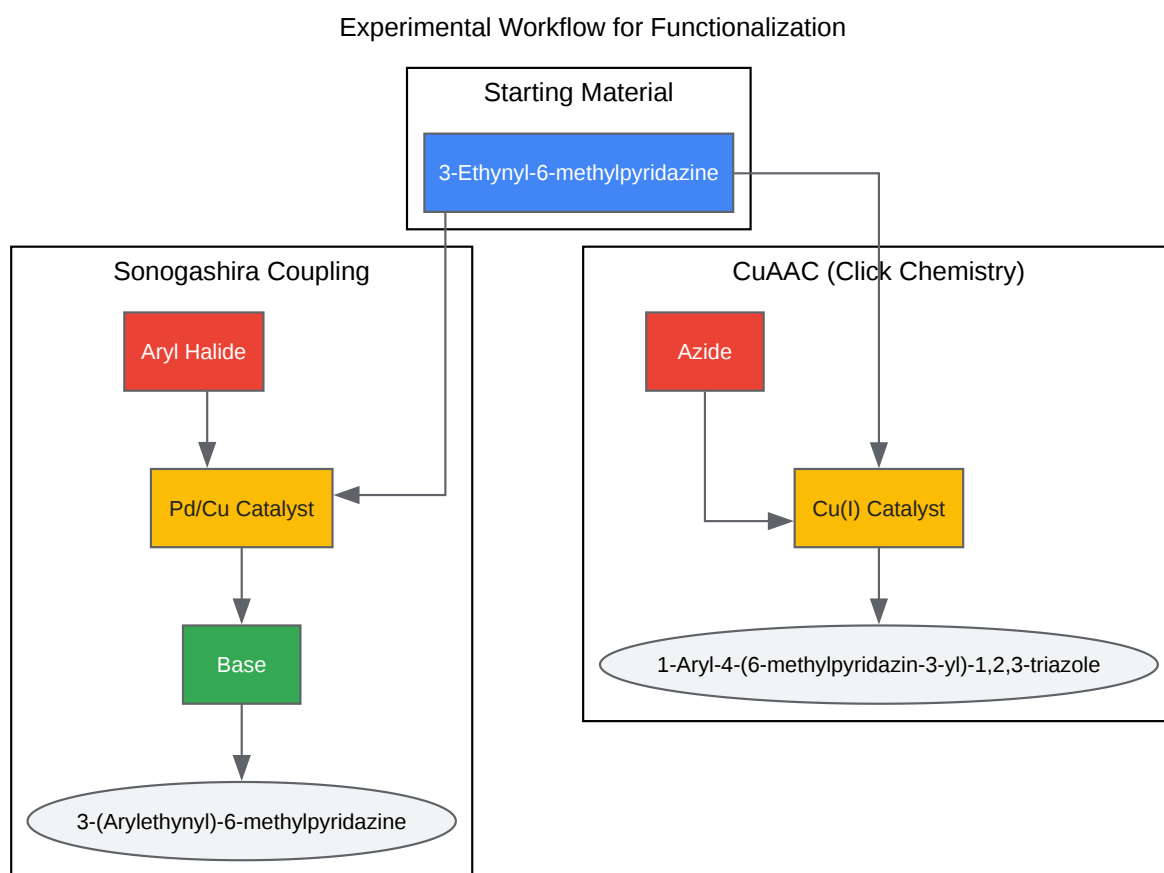 Experimental Workflow for Functionalization
Starting Material
3-Ethynyl-6-methylpyridazine
Sonogashira Coupling
Aryl Halide
Pd/Cu Catalyst
Base
3-(Arylethynyl)-6-methylpyridazine
CuAAC (Click Chemistry)
Azide
Cu(I) Catalyst
1-Aryl-4-(6-methylpyridazin-3-yl)-1,2,3-triazole